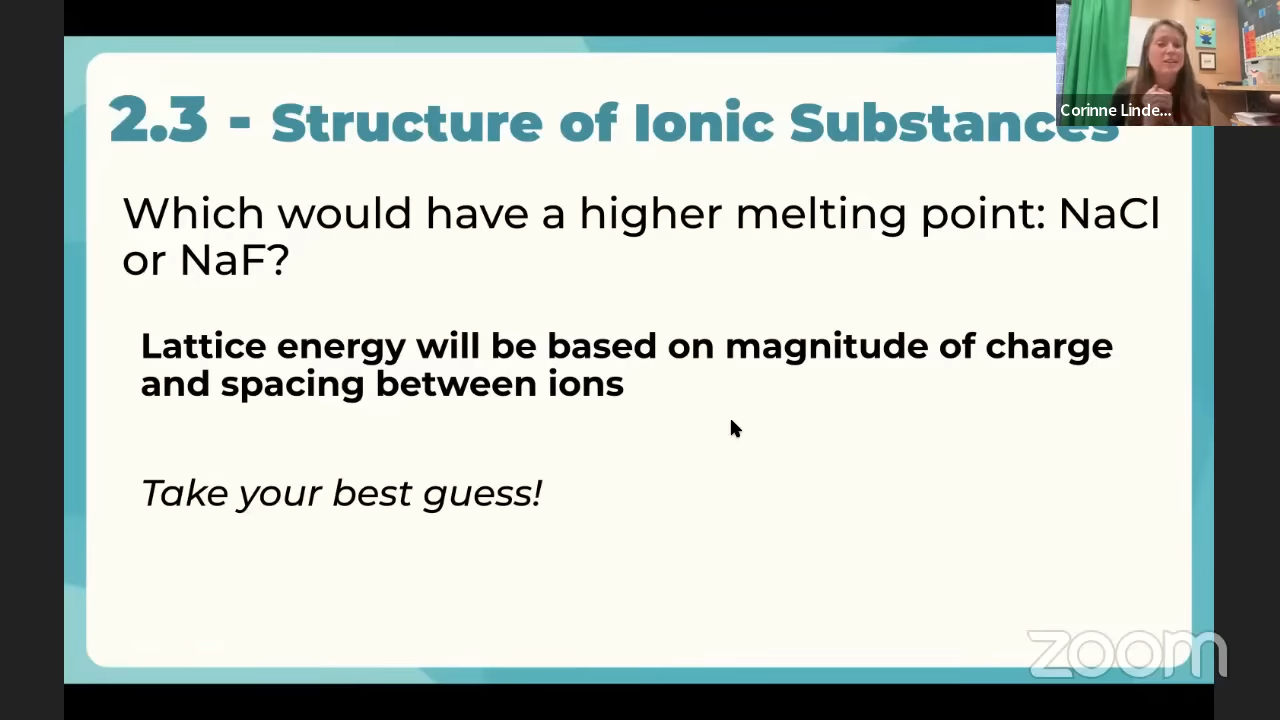 Corinne Linde...
2.3 - Structure of Ionic Substances
Which would have a higher melting point: NaCl
or NaF?
Lattice energy will be based on magnitude of charge
and spacing between ions
Take your best guess!
zoom